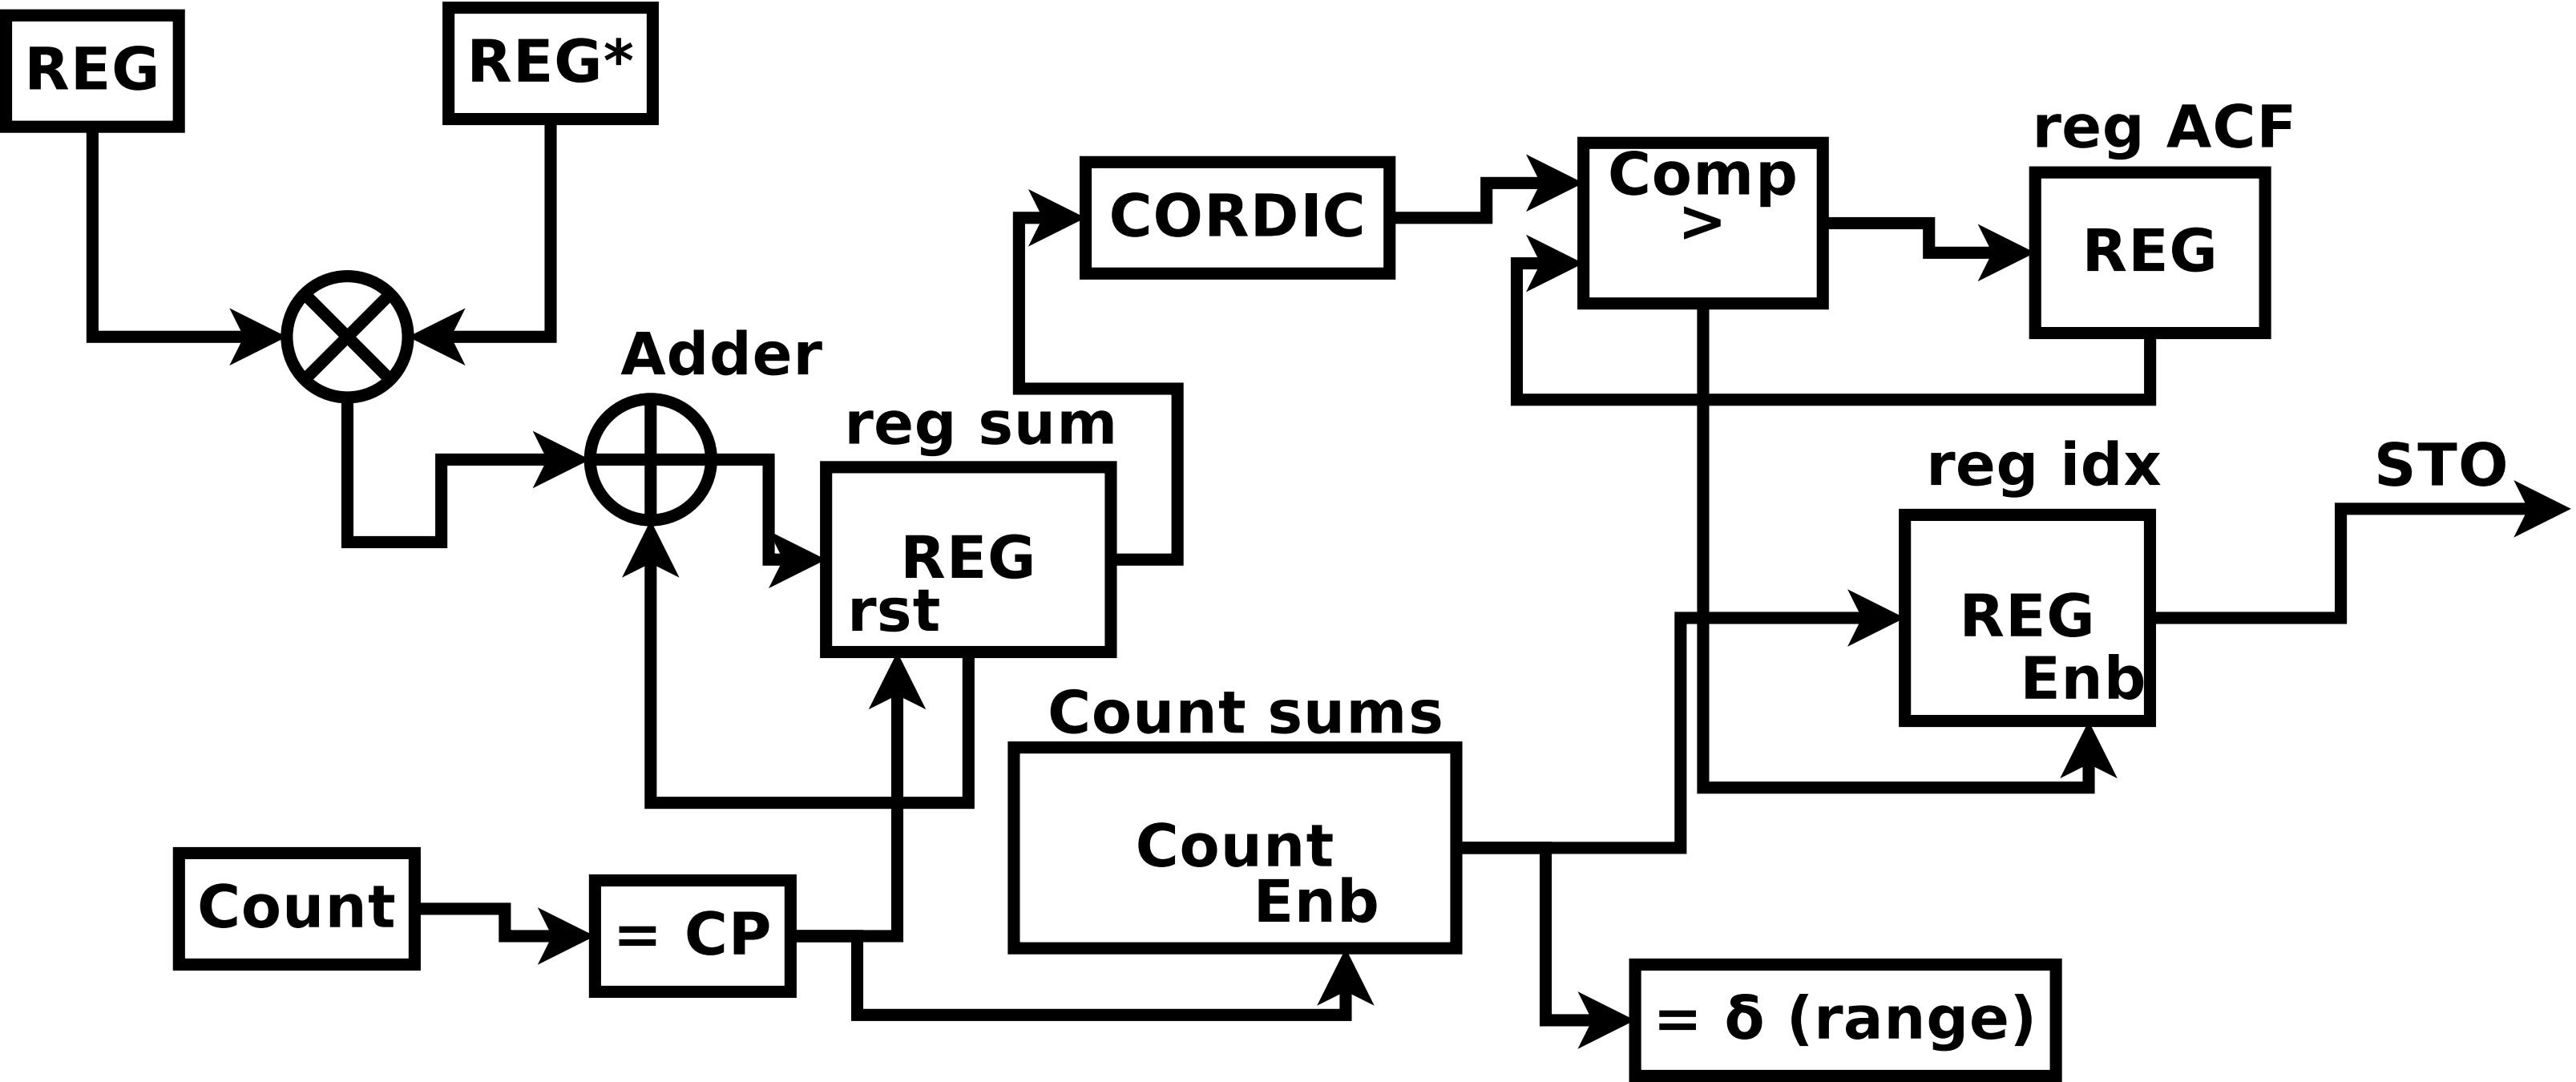 REG
REG*
reg ACF
Comp
>
CORDIC
REG
Adder
reg sum
reg idx
STO
REG
rst
REG
Enb
Count sums
Count
Enb
Count
= CP
= δ (range)